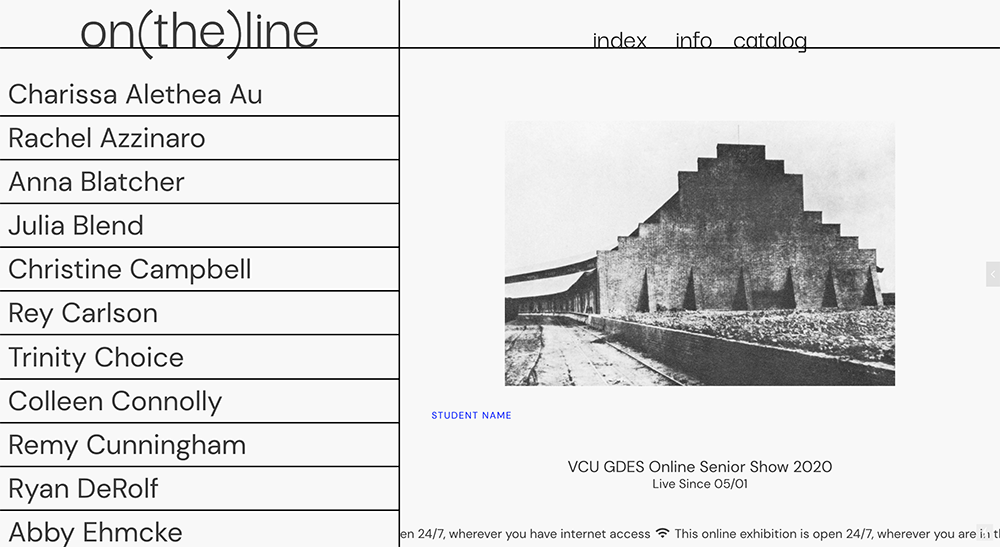 on(the)line
index info catalog
Charissa Alethea Au
Rachel Azzinaro
Anna Blatcher
Julia Blend
Christine Campbell
Rey Carlson
Trinity Choice
Colleen Connolly
Remy Cunningham
Ryan DeRolf
Abby Ehmcke
STUDENT NAME
VCU GDES Online Senior Show 2020
Live Since 05/01
en 24/7, wherever you have internet access This online exhibition is open 24/7, wherever you are in th